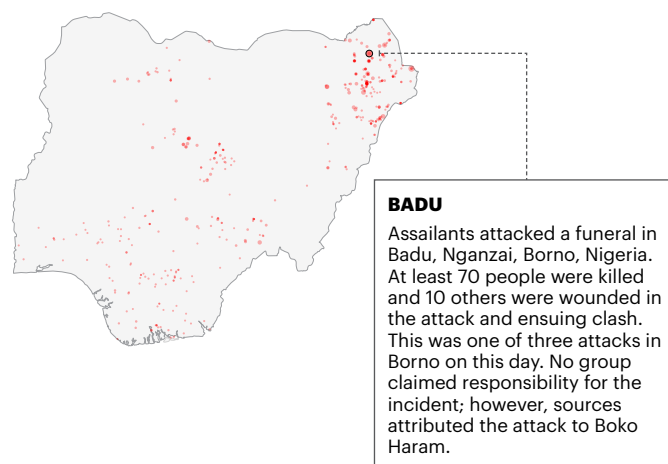 BADU
Assailants attacked a funeral in
Badu, Nganzai, Borno, Nigeria.
At least 70 people were killed
and 10 others were wounded in
the attack and ensuing clash.
This was one of three attacks in
Borno on this day. No group
claimed responsibility for the
incident; however, sources
attributed the attack to Boko
Haram.